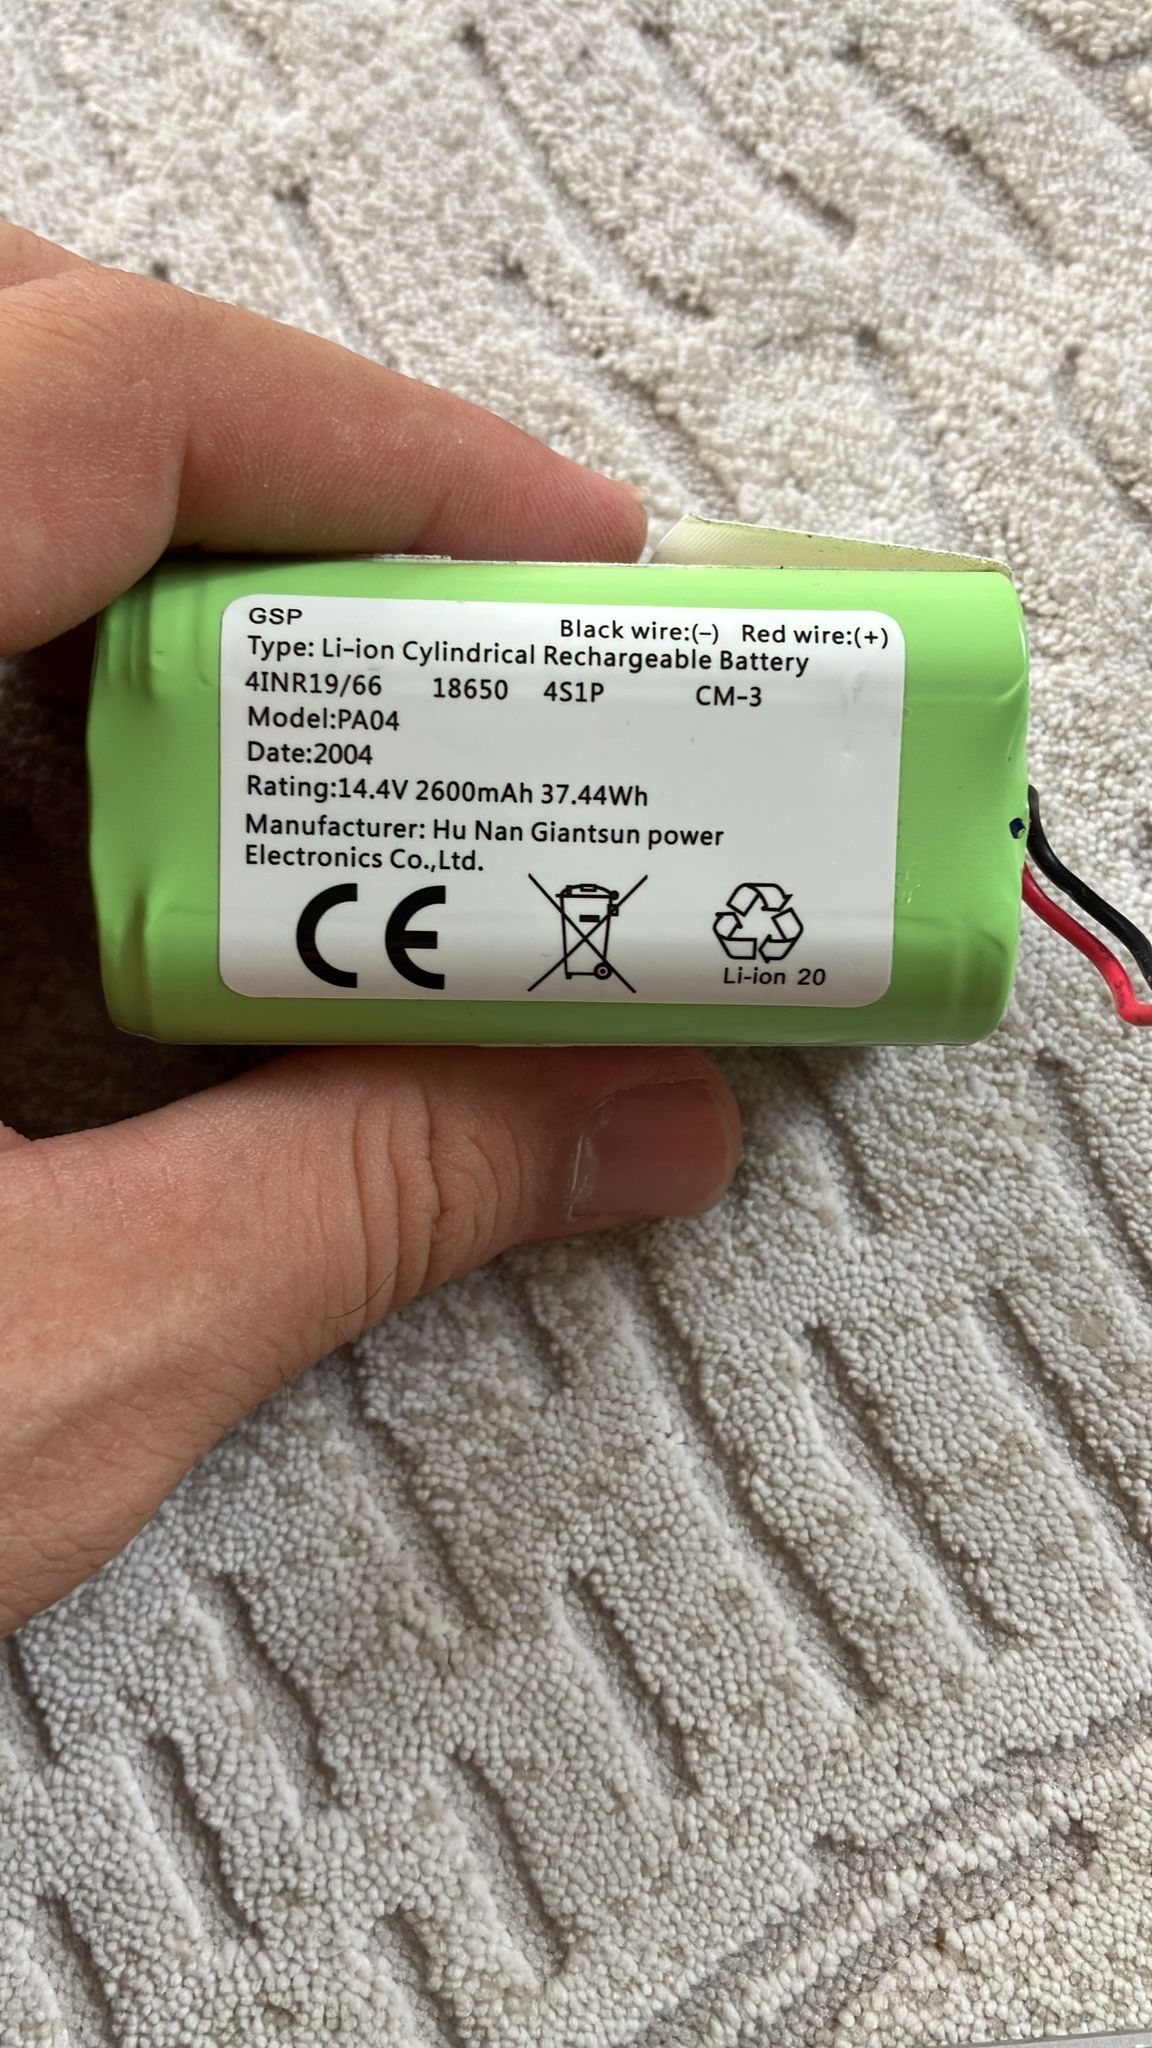 GSP
Black wire:(-) Red wire:(+)
Type: Li-ion Cylindrical Rechargeable Battery
4INR19/66 18650 4S1P CM-3
Model:PA04
Date:2004
Rating:14.4V 2600mAh 37.44Wh
Manufacturer: Hu Nan Giantsun power
Electronics Co.,Ltd.
CE
Li-ion 20